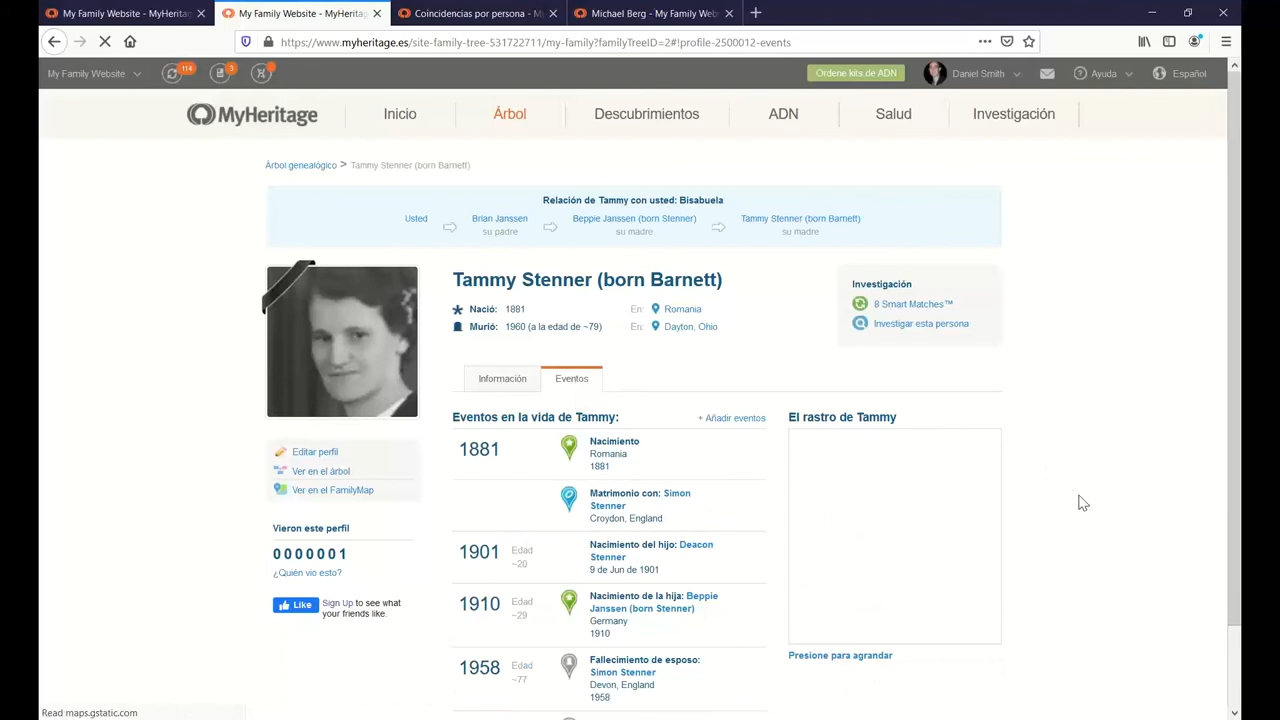 My Family Website - MyHeritag
My Family Website - MyHeritag
Coincidencias por persona - My
Michael Berg - My Family Web
https://www.myheritage.es/site-family-tree-531722711/my-family?familyTreeID=2#!profile-2500012-events
My Family Website
114
3
Ordene kits de ADN
Daniel Smith
Ayuda
Español
MyHeritage
Inicio
Árbol
Descubrimientos
ADN
Salud
Investigación
Árbol genealógico > Tammy Stenner (born Barnett)
Relación de Tammy con usted: Bisabuela
Usted
Brian Janssen
su padre
Beppie Janssen (born Stenner)
su madre
Tammy Stenner (born Barnett)
su madre
Tammy Stenner (born Barnett)
Nació: 1881 En: Romania
Murió: 1960 (a la edad de ~79) En: Dayton, Ohio
Investigación
8 Smart Matches™
Investigar esta persona
Información
Eventos
Editar perfil
Ver en el árbol
Ver en el FamilyMap
Vieron este perfil
0000001
¿Quién vio esto?
Like
Sign Up to see what
your friends like.
Eventos en la vida de Tammy:
+ Añadir eventos
1881
Nacimiento
Romania
1881
Matrimonio con: Simon
Stenner
Croydon, England
1901
Edad
~20
Nacimiento del hijo: Deacon
Stenner
9 de Jun de 1901
1910
Edad
~29
Nacimiento de la hija: Beppie
Janssen (born Stenner)
Germany
1910
1958
Edad
~77
Fallecimiento de esposo:
Simon Stenner
Devon, England
1958
El rastro de Tammy
Presione para agrandar
Read maps.gstatic.com